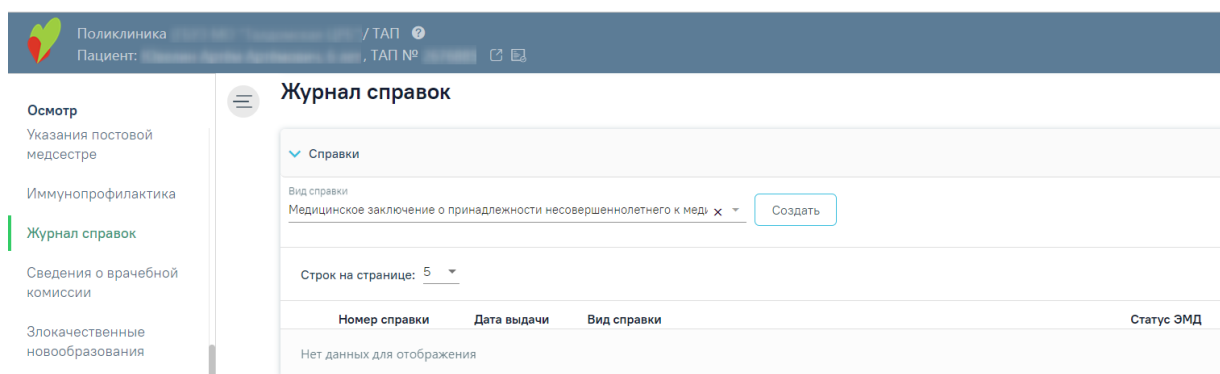 Поликлиника / ТАП ?
Пациент: , ТАП №
Осмотр
Указания постовой
медсестре
Иммунопрофилактика
Журнал справок
Сведения о врачебной
комиссии
Злокачественные
новообразования
Журнал справок
Справки
Вид справки
Медицинское заключение о принадлежности несовершеннолетнего к меди x
Создать
Строк на странице: 5
Номер справки Дата выдачи Вид справки Статус ЭМД
Нет данных для отображения